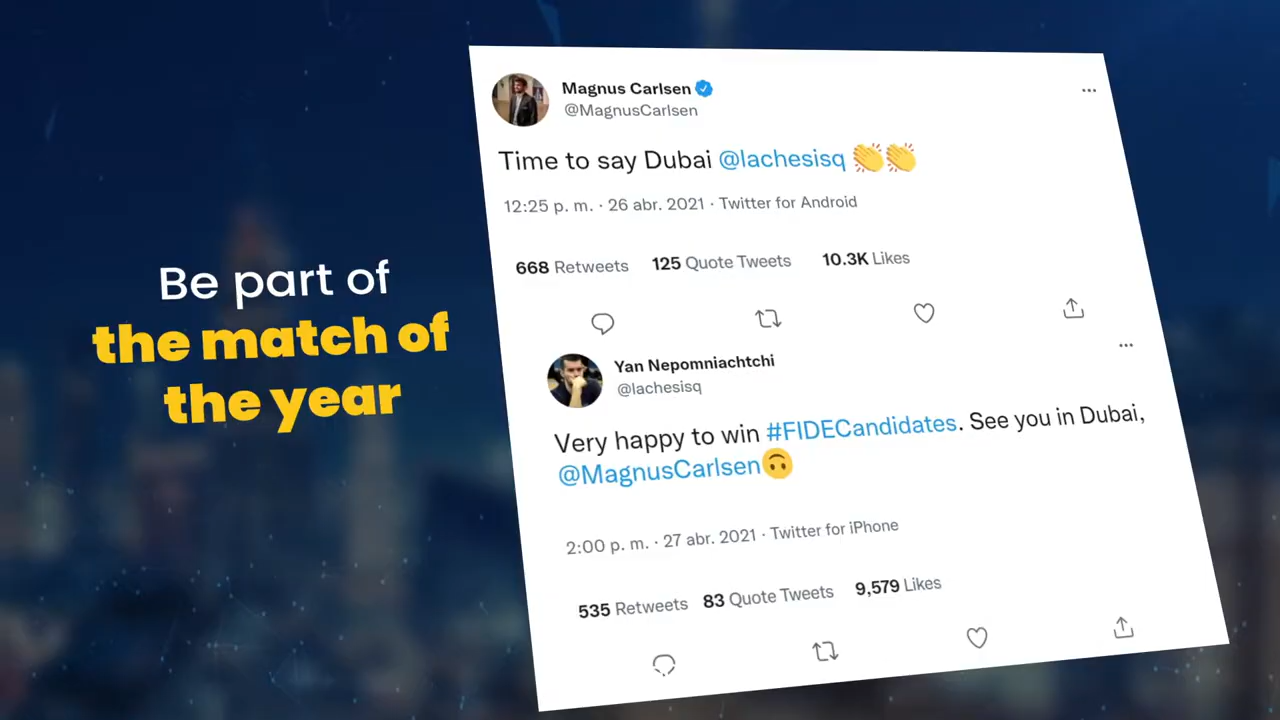 Be part of
the match of
the year
Magnus Carlsen
@MagnusCarlsen
Time to say Dubai @lachesisq 👏👏
12:25 p. m. · 26 abr. 2021 · Twitter for Android
668 Retweets 125 Quote Tweets 10.3K Likes
Yan Nepomniachtchi
@lachesisq
Very happy to win #FIDECandidates. See you in Dubai,
@MagnusCarlsen🙃
2:00 p. m. · 27 abr. 2021 · Twitter for iPhone
535 Retweets 83 Quote Tweets 9,579 Likes